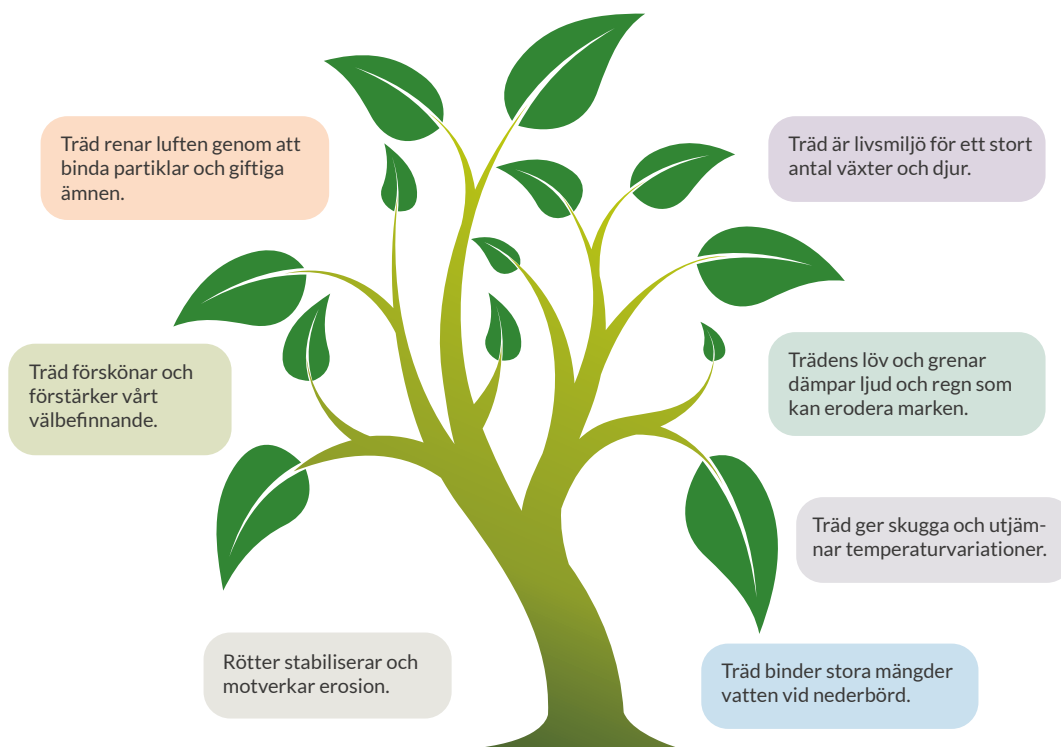 Träd renar luften genom att
binda partiklar och giftiga
ämnen.
Träd är livsmiljö för ett stort
antal växter och djur.
Träd förskönar och
förstärker vårt
välbefinnande.
Trädens löv och grenar
dämpar ljud och regn som
kan erodera marken.
Träd ger skugga och utjäm-
nar temperaturvariationer.
Rötter stabiliserar och
motverkar erosion.
Träd binder stora mängder
vatten vid nederbörd.